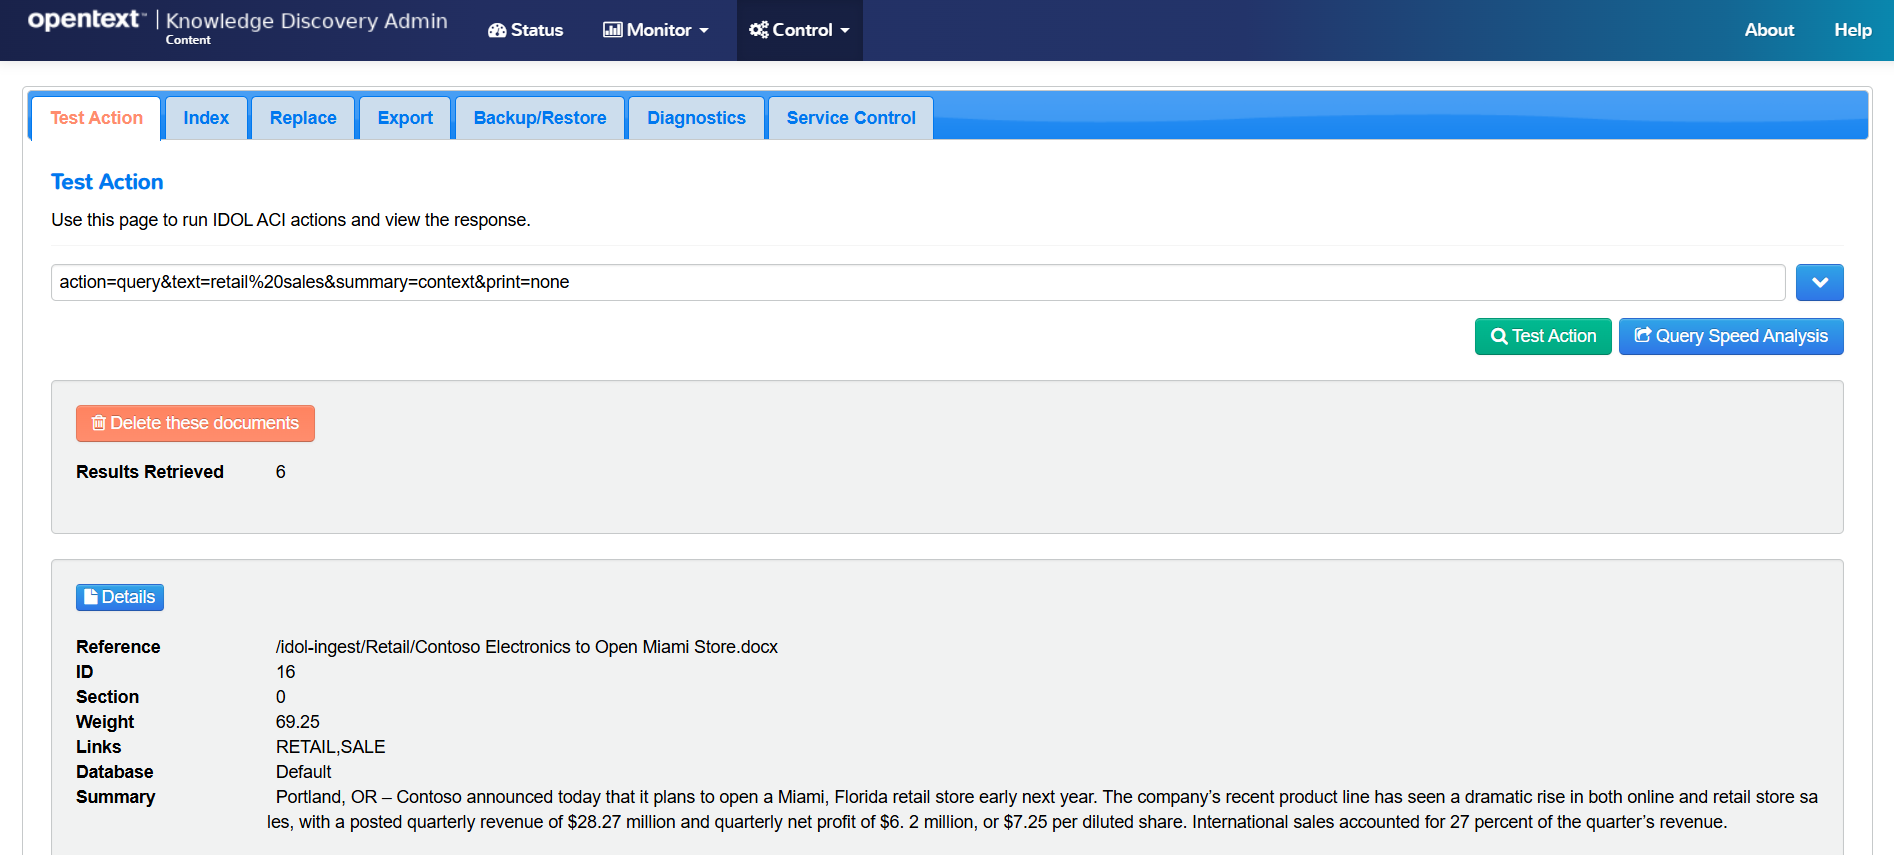 opentext™ | Knowledge Discovery Admin
Content
Status
Monitor
Control
About
Help
Test Action
Index
Replace
Export
Backup/Restore
Diagnostics
Service Control
Test Action
Use this page to run IDOL ACI actions and view the response.
action=query&text=retail%20sales&summary=context&print=none
Test Action
Query Speed Analysis
Delete these documents
Results Retrieved 6
Details
Reference /idol-ingest/Retail/Contoso Electronics to Open Miami Store.docx
ID 16
Section 0
Weight 69.25
Links RETAIL,SALE
Database Default
Summary Portland, OR – Contoso announced today that it plans to open a Miami, Florida retail store early next year. The company’s recent product line has seen a dramatic rise in both online and retail store sa
les, with a posted quarterly revenue of $28.27 million and quarterly net profit of $6. 2 million, or $7.25 per diluted share. International sales accounted for 27 percent of the quarter’s revenue.